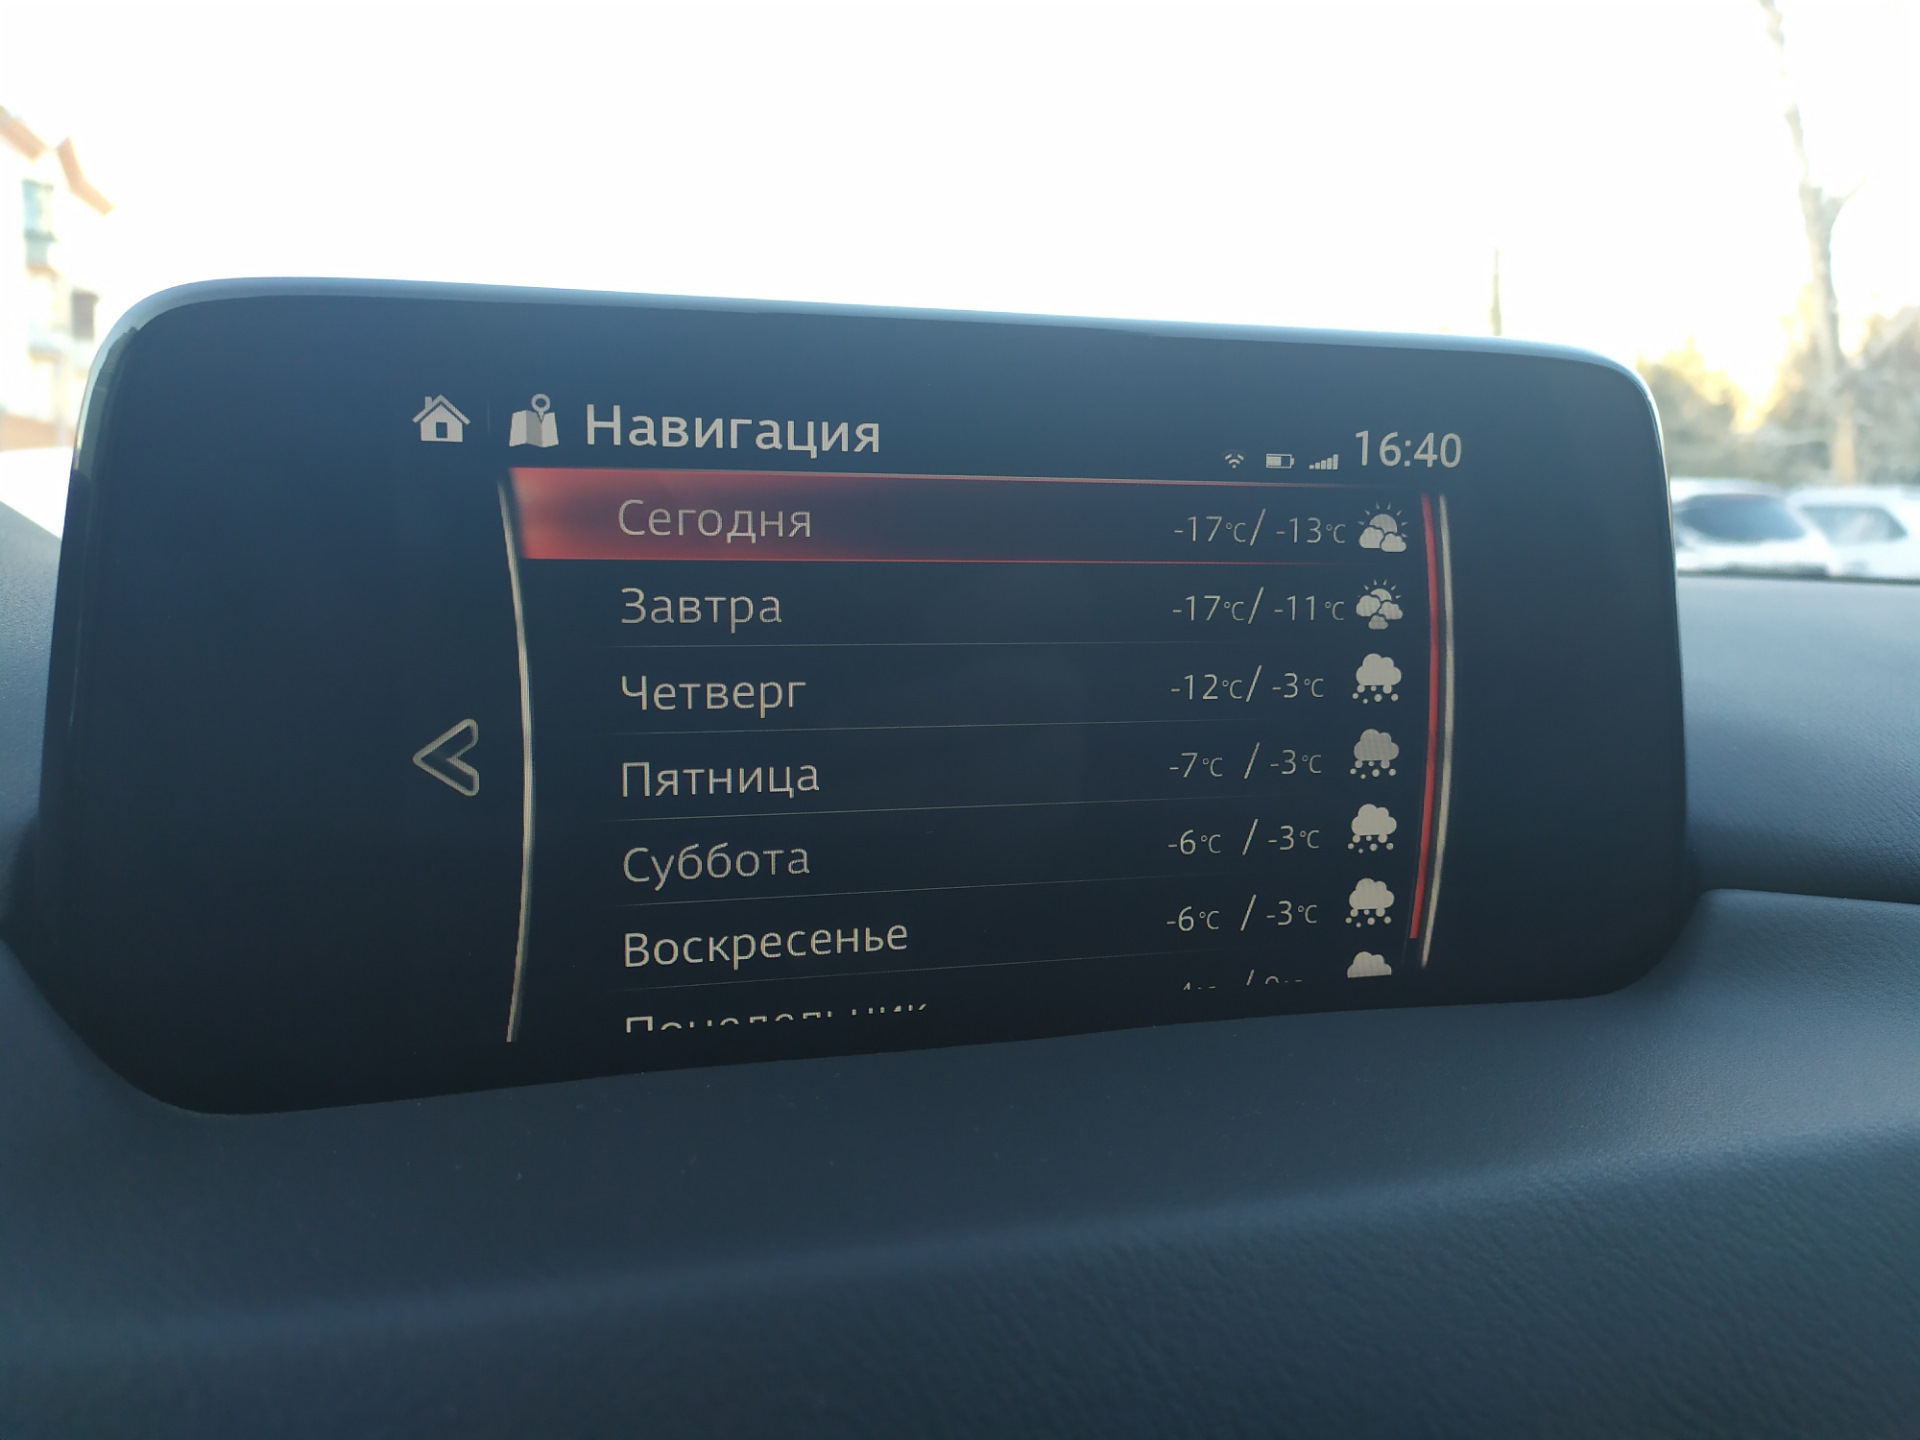 Навигация
16:40
Сегодня -17°C/ -13°C
Завтра -17°C/ -11°C
Четверг -12°C/ -3°C
Пятница -7°C / -3°C
Суббота -6°C / -3°C
Воскресенье -6°C / -3°C
Понедельник